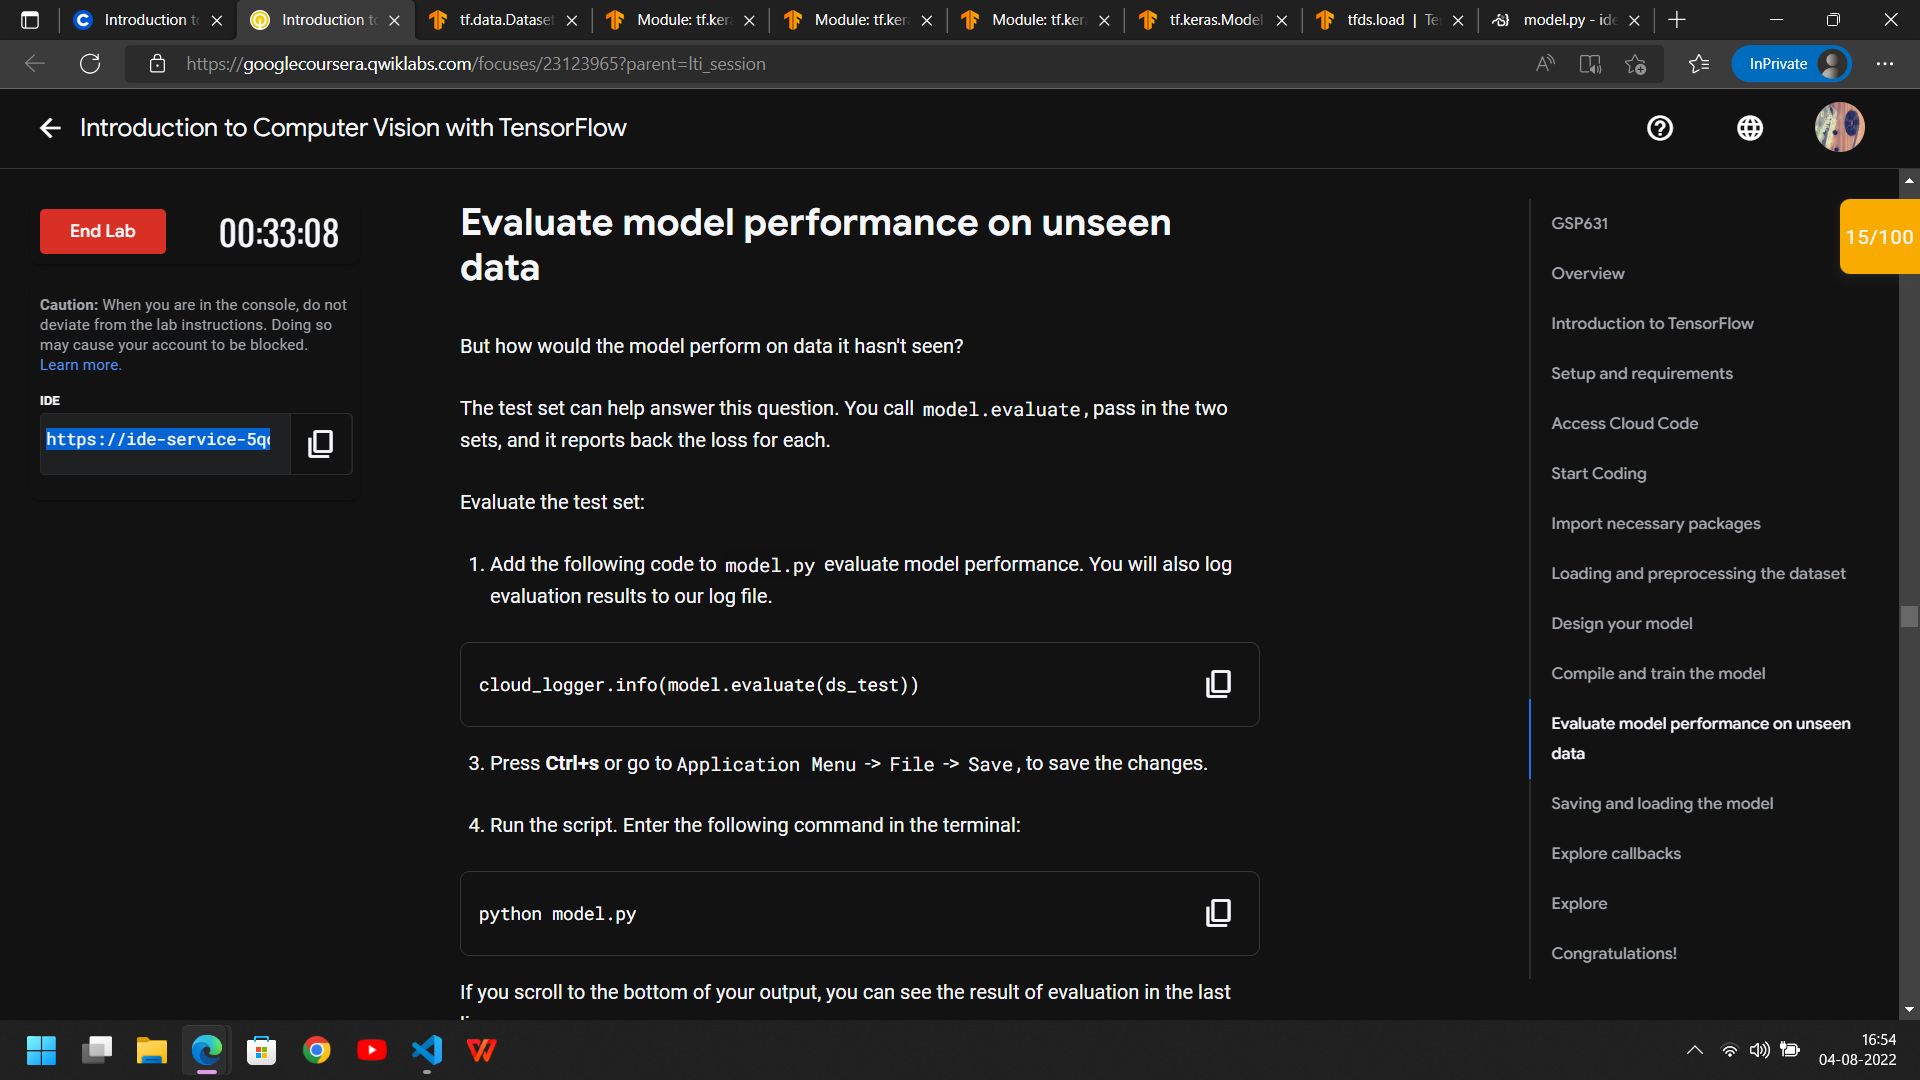 Introduction to
Introduction to
tf.data.Dataset
Module: tf.kera
Module: tf.kera
Module: tf.kera
tf.keras.Model
tfds.load | Te
model.py - ide
https://googlecoursera.qwiklabs.com/focuses/23123965?parent=lti_session
InPrivate
Introduction to Computer Vision with TensorFlow
End Lab
00:33:08
Caution: When you are in the console, do not
deviate from the lab instructions. Doing so
may cause your account to be blocked.
Learn more.
IDE
https://ide-service-5qc
Evaluate model performance on unseen
data
But how would the model perform on data it hasn't seen?
The test set can help answer this question. You call model.evaluate, pass in the two
sets, and it reports back the loss for each.
Evaluate the test set:
1. Add the following code to model.py evaluate model performance. You will also log
evaluation results to our log file.
cloud_logger.info(model.evaluate(ds_test))
3. Press Ctrl+s or go to Application Menu -> File -> Save, to save the changes.
4. Run the script. Enter the following command in the terminal:
python model.py
If you scroll to the bottom of your output, you can see the result of evaluation in the last
GSP631
Overview
Introduction to TensorFlow
Setup and requirements
Access Cloud Code
Start Coding
Import necessary packages
Loading and preprocessing the dataset
Design your model
Compile and train the model
Evaluate model performance on unseen
data
Saving and loading the model
Explore callbacks
Explore
Congratulations!
15/100
16:54
04-08-2022